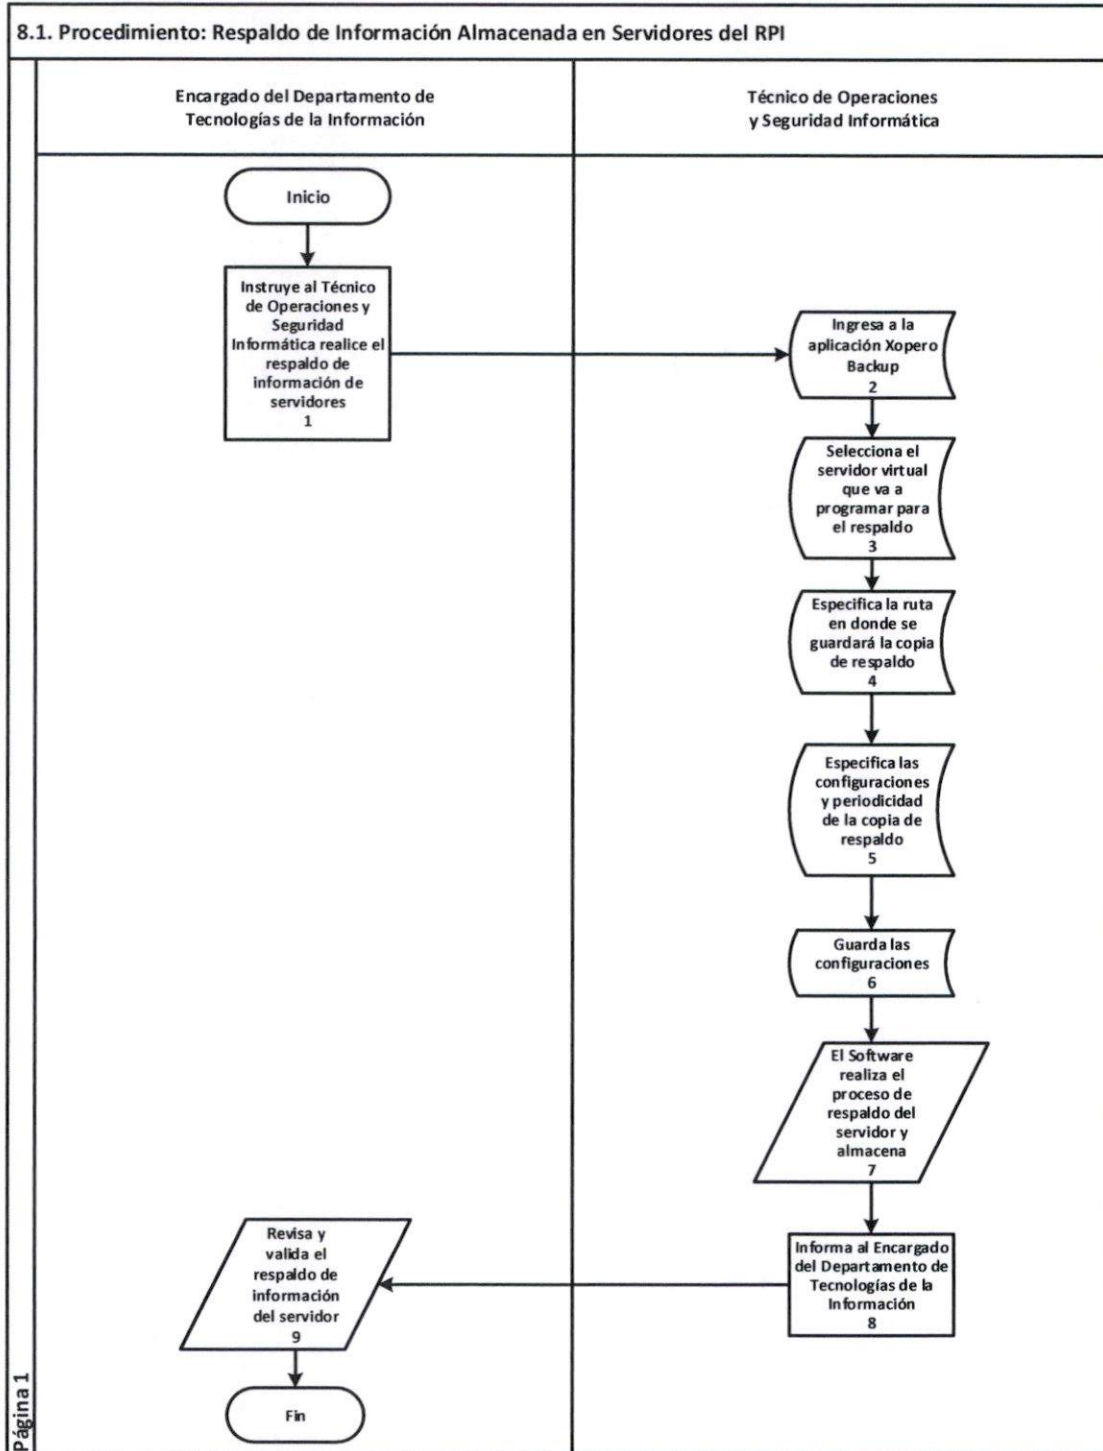 8.1. Procedimiento: Respaldo de Información Almacenada en Servidores del RPI
Encargado del Departamento de
Tecnologías de la Información
Técnico de Operaciones
y Seguridad Informática
Inicio
Instruye al Técnico
de Operaciones y
Seguridad
Informática realice el
respaldo de
información de
servidores
1
Ingresa a la
aplicación Xopero
Backup
2
Selecciona el
servidor virtual
que va a
programar para
el respaldo
3
Especifica la ruta
en donde se
guardará la copia
de respaldo
4
Especifica las
configuraciones
y periodicidad
de la copia de
respaldo
5
Guarda las
configuraciones
6
El Software
realiza el
proceso de
respaldo del
servidor y
almacena
7
Informa al Encargado
del Departamento de
Tecnologías de la
Información
8
Revisa y
valida el
respaldo de
información
del servidor
9
Fin
Página 1